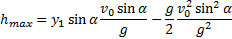 h_max = y_1 sin α (v_0 sin α)/g − (g/2) (v_0^2 sin^2 α)/g^2